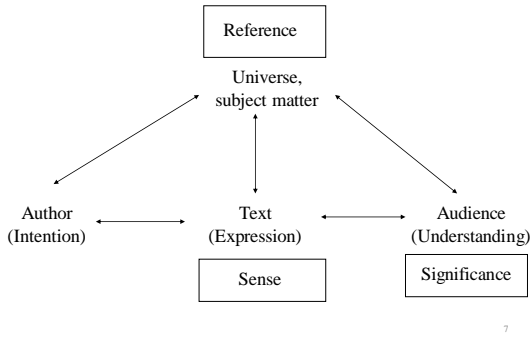 Reference
Universe,
subject matter
Author
(Intention)
Text
(Expression)
Audience
(Understanding)
Sense
Significance
7